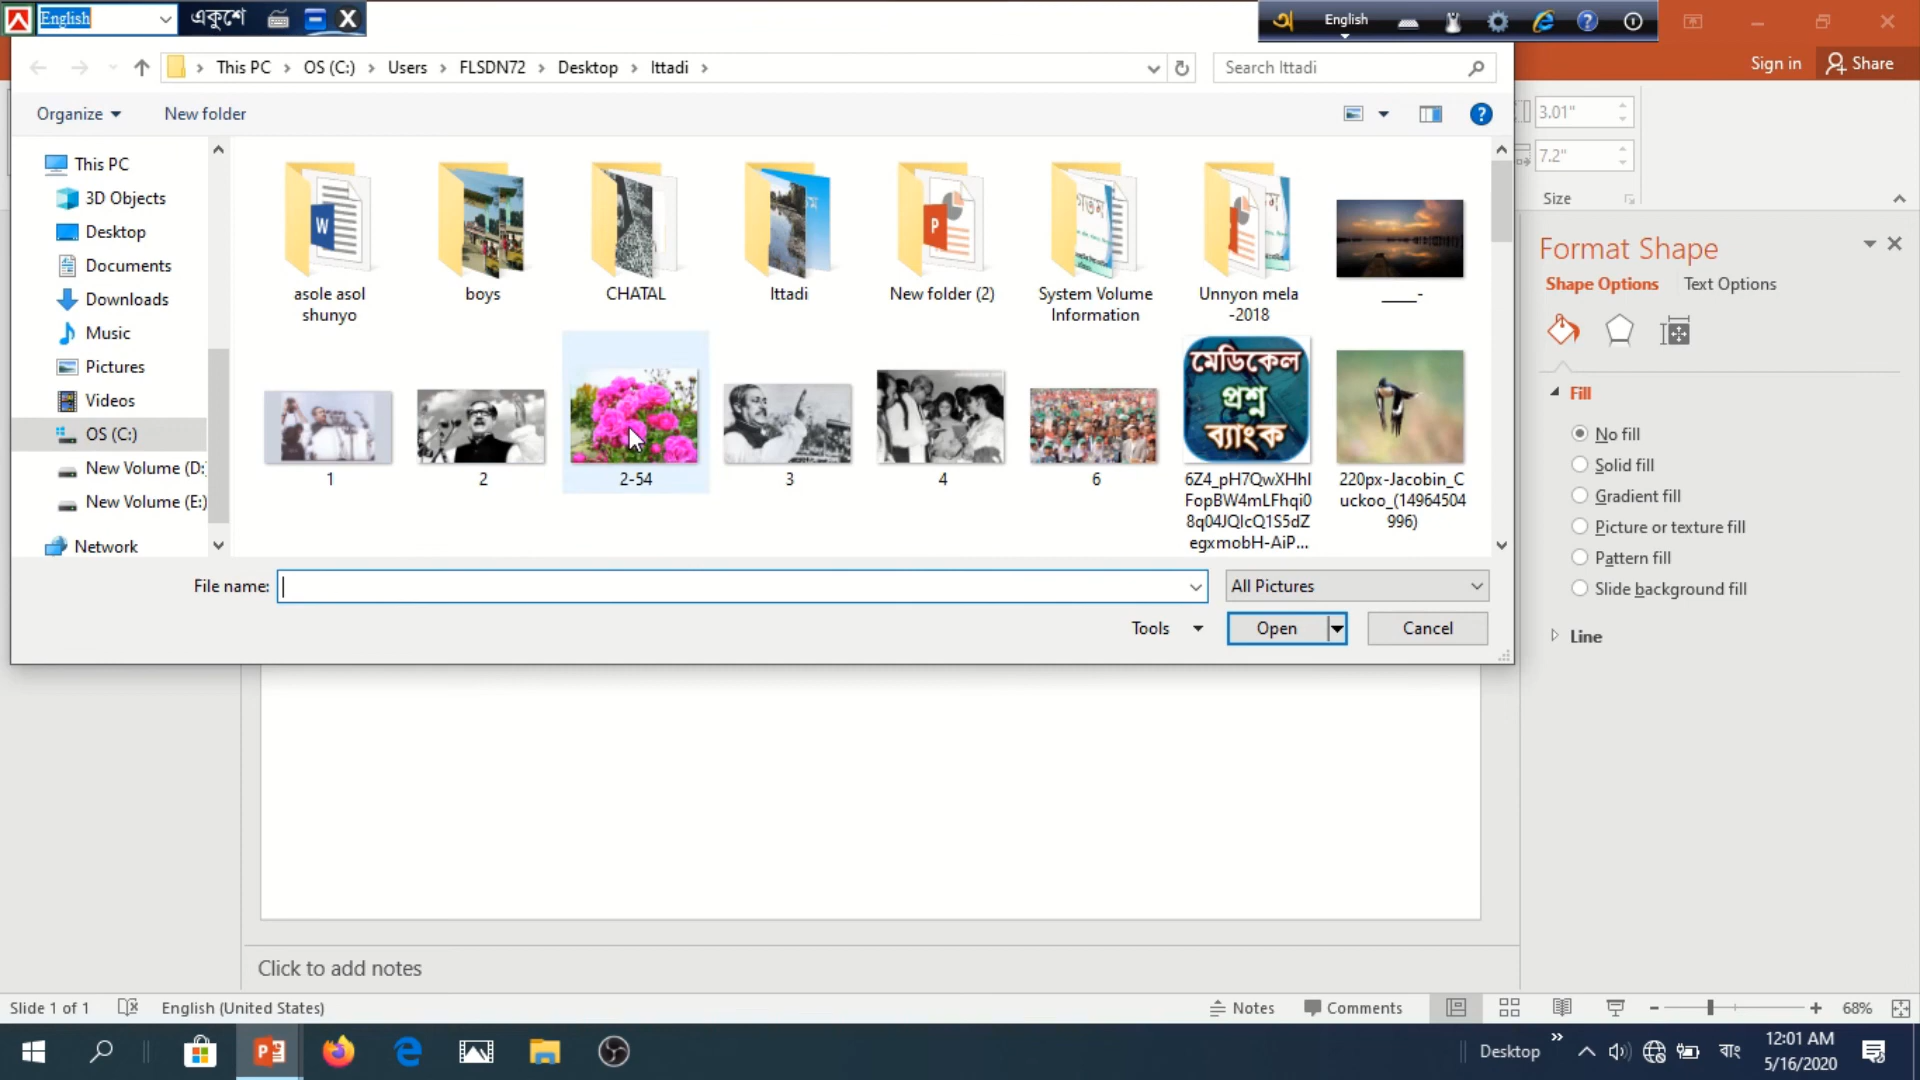 English
একুশে
English
Sign in
Share
This PC
OS (C:)
Users
FLSDN72
Desktop
Ittadi
Search Ittadi
Organize
New folder
3.01"
7.2"
Size
This PC
3D Objects
Desktop
Documents
Downloads
Music
Pictures
Videos
OS (C:)
New Volume (D:
New Volume (E:)
Network
asole asol
shunyo
boys
CHATAL
Ittadi
New folder (2)
System Volume
Information
Unnyon mela
-2018
____-
মেডিকেল
প্রশ্ন
ব্যাংক
1
2
2-54
3
4
6
6Z4_pH7QwXHhI
FopBW4mLFhqi0
8q04JQIcQ1S5dZ
egxmobH-AiP...
220px-Jacobin_C
uckoo_(14964504
996)
File name:
All Pictures
Tools
Open
Cancel
Format Shape
Shape Options
Text Options
Fill
No fill
Solid fill
Gradient fill
Picture or texture fill
Pattern fill
Slide background fill
Line
Click to add notes
Slide 1 of 1
English (United States)
Notes
Comments
68%
Desktop
বাং
12:01 AM
5/16/2020